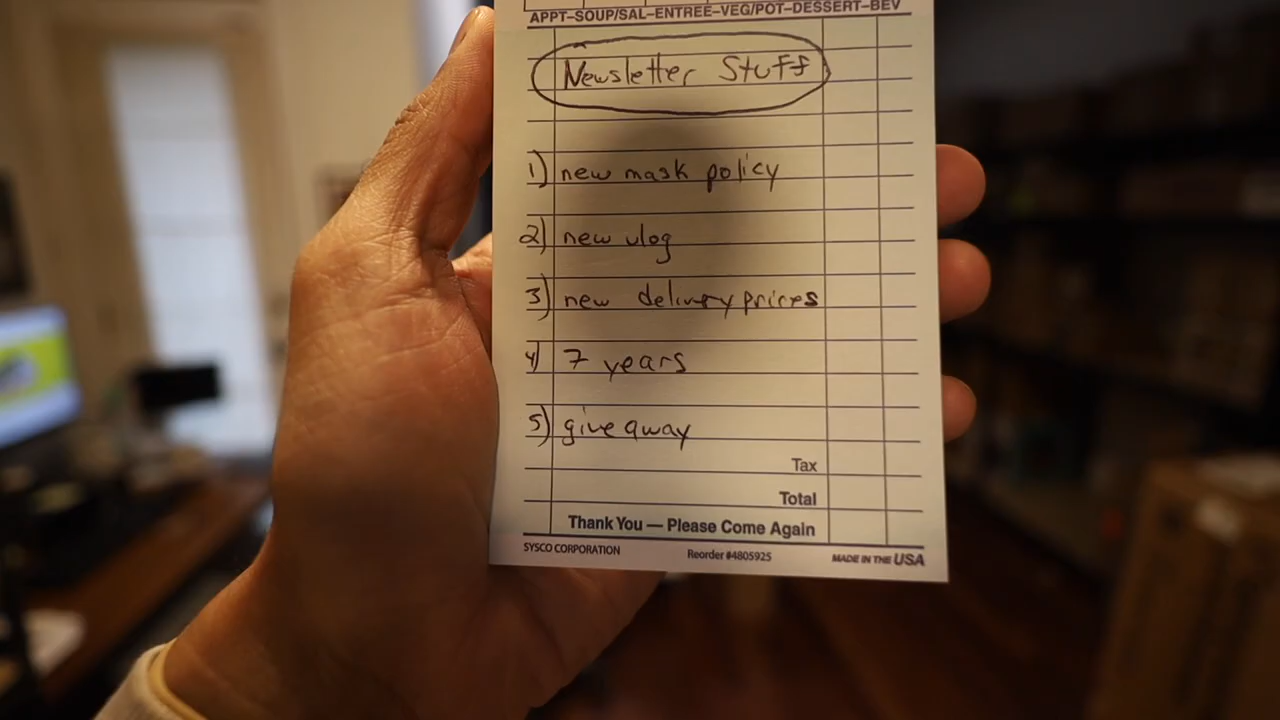 APPT–SOUP/SAL–ENTREE–VEG/POT–DESSERT–BEV
Newsletter Stuff
1) new mask policy
2) new vlog
3) new delivery prices
4) 7 years
5) giveaway
Tax
Total
Thank You — Please Come Again
SYSCO CORPORATION Reorder #4805925 MADE IN THE USA